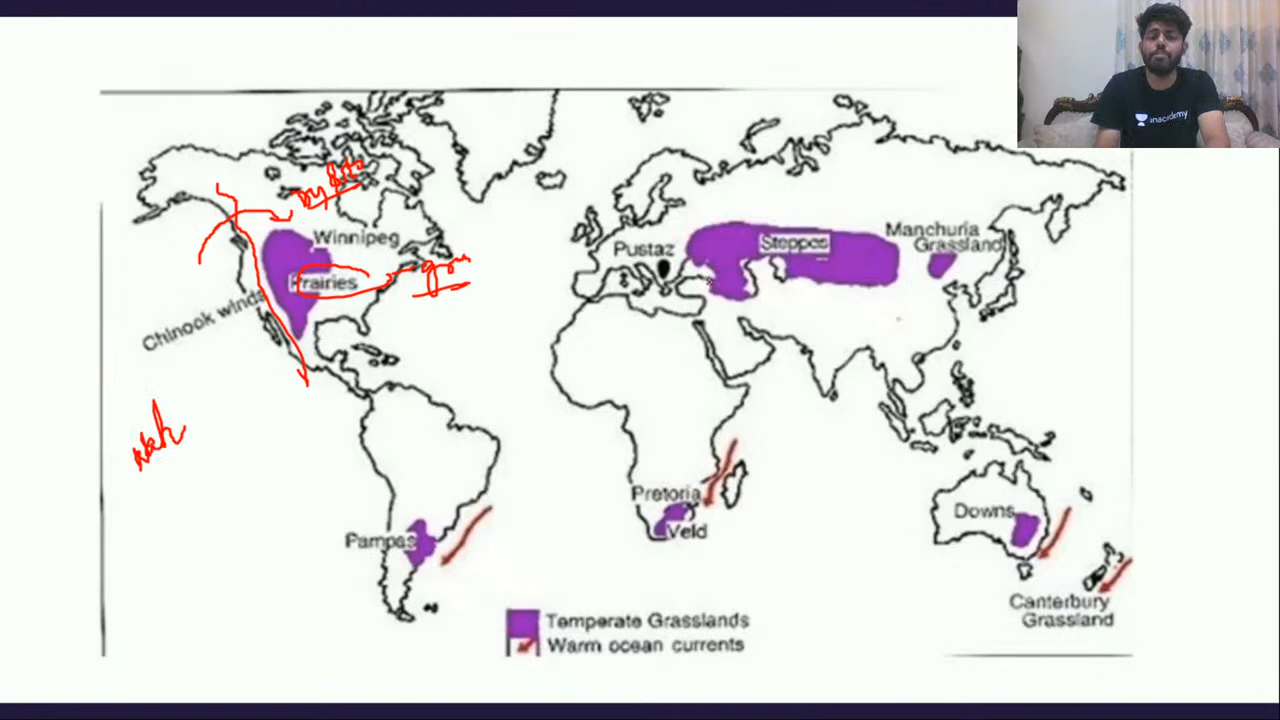 unacademy
Winnipeg
Prairies
Chinook winds
Pustaz
Steppes
Manchuria
Grassland
Pampas
Pretoria
Veld
Downs
Canterbury
Grassland
Temperate Grasslands
Warm ocean currents